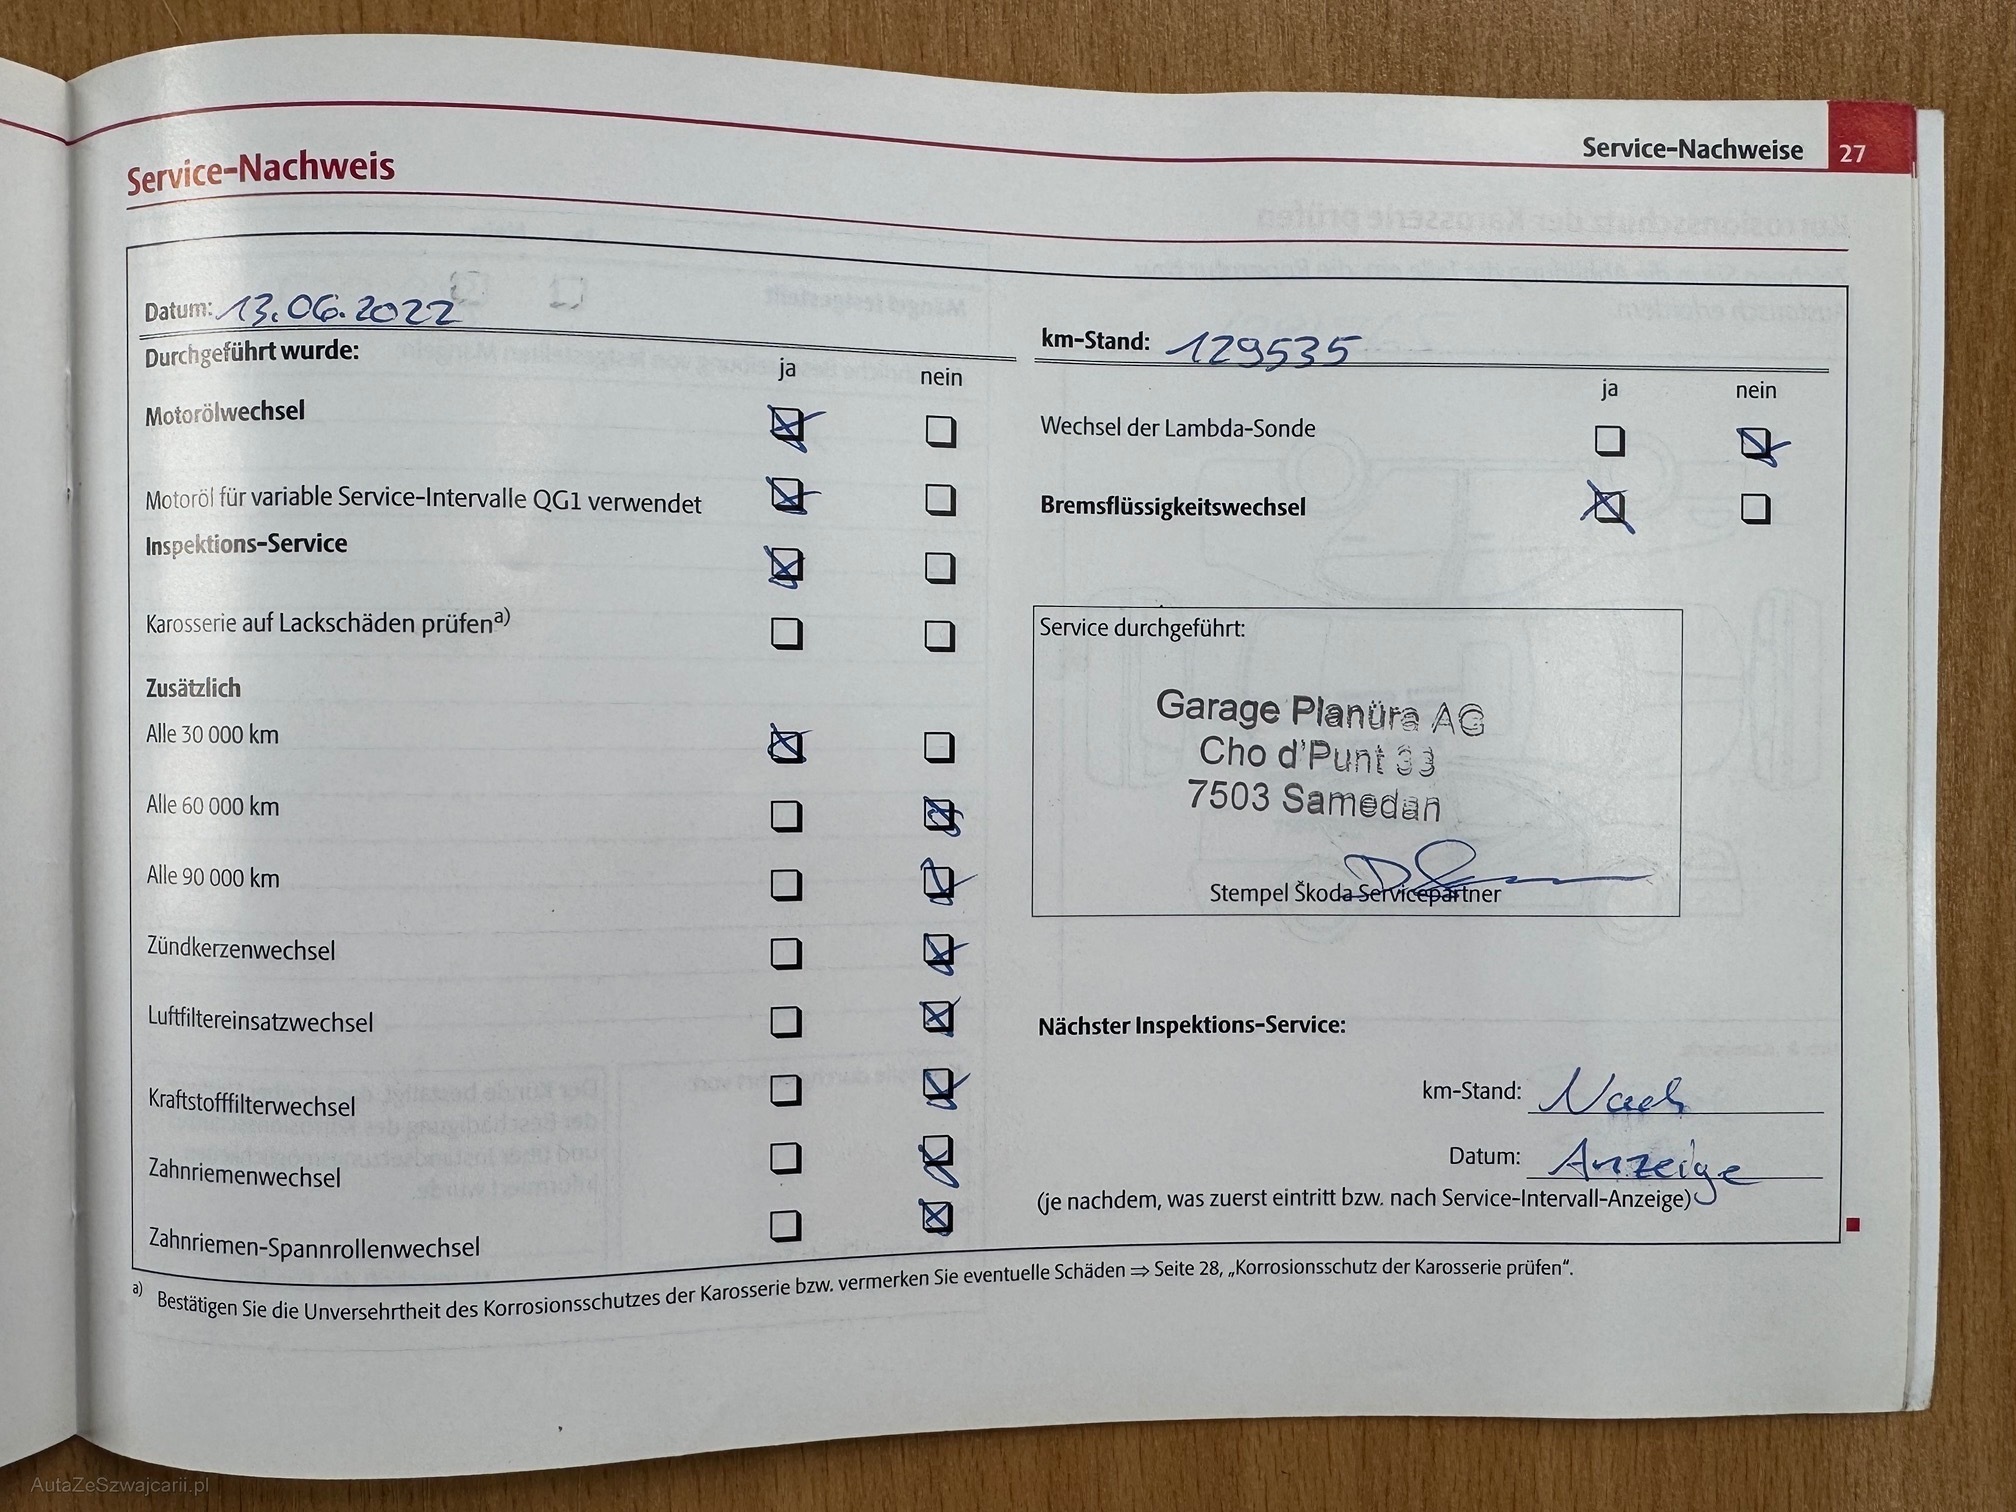 Service-Nachweise 27
Service-Nachweis
Datum: 13.06.2022
Durchgeführt wurde:
ja nein
Motorölwechsel
Motoröl für variable Service-Intervalle QG1 verwendet
Inspektions-Service
Karosserie auf Lackschäden prüfen a)
Zusätzlich
Alle 30 000 km
Alle 60 000 km
Alle 90 000 km
Zündkerzenwechsel
Luftfiltereinsatzwechsel
Kraftstofffilterwechsel
Zahnriemenwechsel
Zahnriemen-Spannrollenwechsel
km-Stand: 129535
ja nein
Wechsel der Lambda-Sonde
Bremsflüssigkeitswechsel
Service durchgeführt:
Garage Planüra AG
Cho d'Punt 33
7503 Samedan
Stempel Škoda Servicepartner
Nächster Inspektions-Service:
km-Stand: Nach
Datum: Anzeige
(je nachdem, was zuerst eintritt bzw. nach Service-Intervall-Anzeige)
a) Bestätigen Sie die Unversehrtheit des Korrosionsschutzes der Karosserie bzw. vermerken Sie eventuelle Schäden ⇒ Seite 28, „Korrosionsschutz der Karosserie prüfen“.
AutaZeSzwajcarii.pl